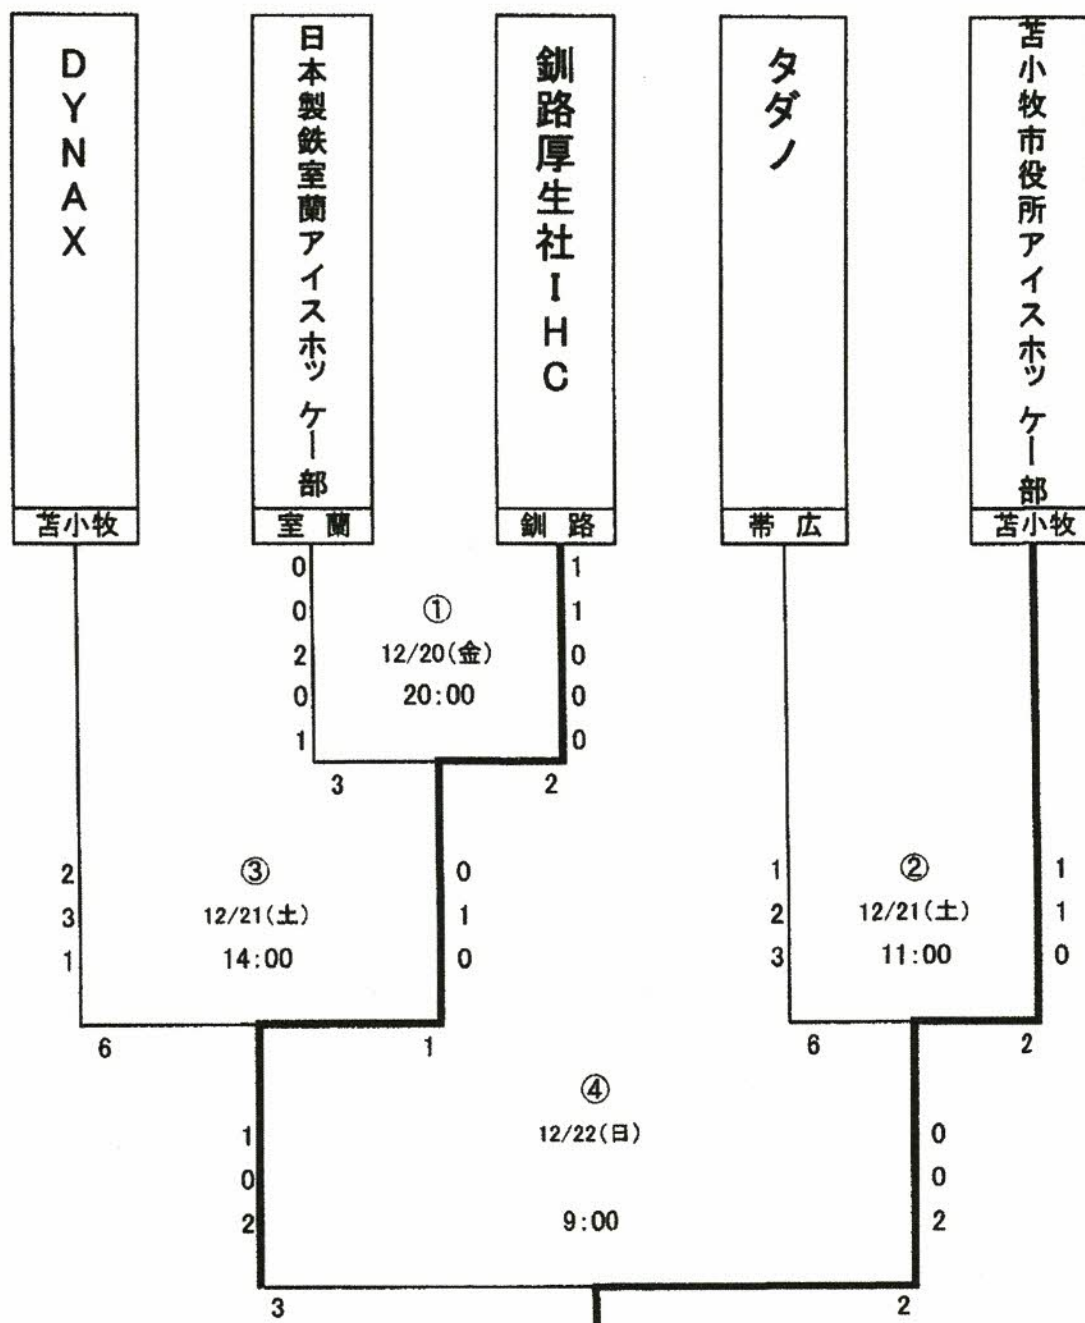 DYNAX
日本製鉄室蘭アイスホッケー部
釧路厚生社IHC
タダノ
苫小牧市役所アイスホッケー部
苫小牧
室蘭
釧路
帯広
苫小牧
0 1
0 ① 1
2 12/20(金) 0
0 20:00 0
1 0
3 2
2 ③ 0
3 12/21(土) 1
1 14:00 0
6 1
1 ② 1
2 12/21(土) 1
3 11:00 0
6 2
④
1 12/22(日) 0
0 0
2 9:00 2
3 2